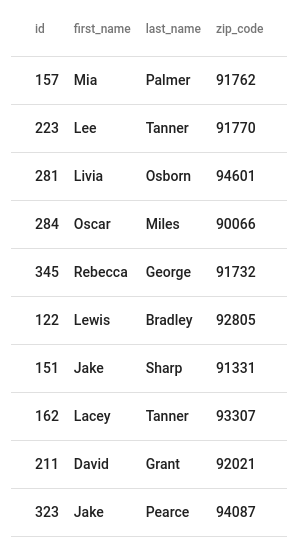 id first_name last_name zip_code
157 Mia Palmer 91762
223 Lee Tanner 91770
281 Livia Osborn 94601
284 Oscar Miles 90066
345 Rebecca George 91732
122 Lewis Bradley 92805
151 Jake Sharp 91331
162 Lacey Tanner 93307
211 David Grant 92021
323 Jake Pearce 94087